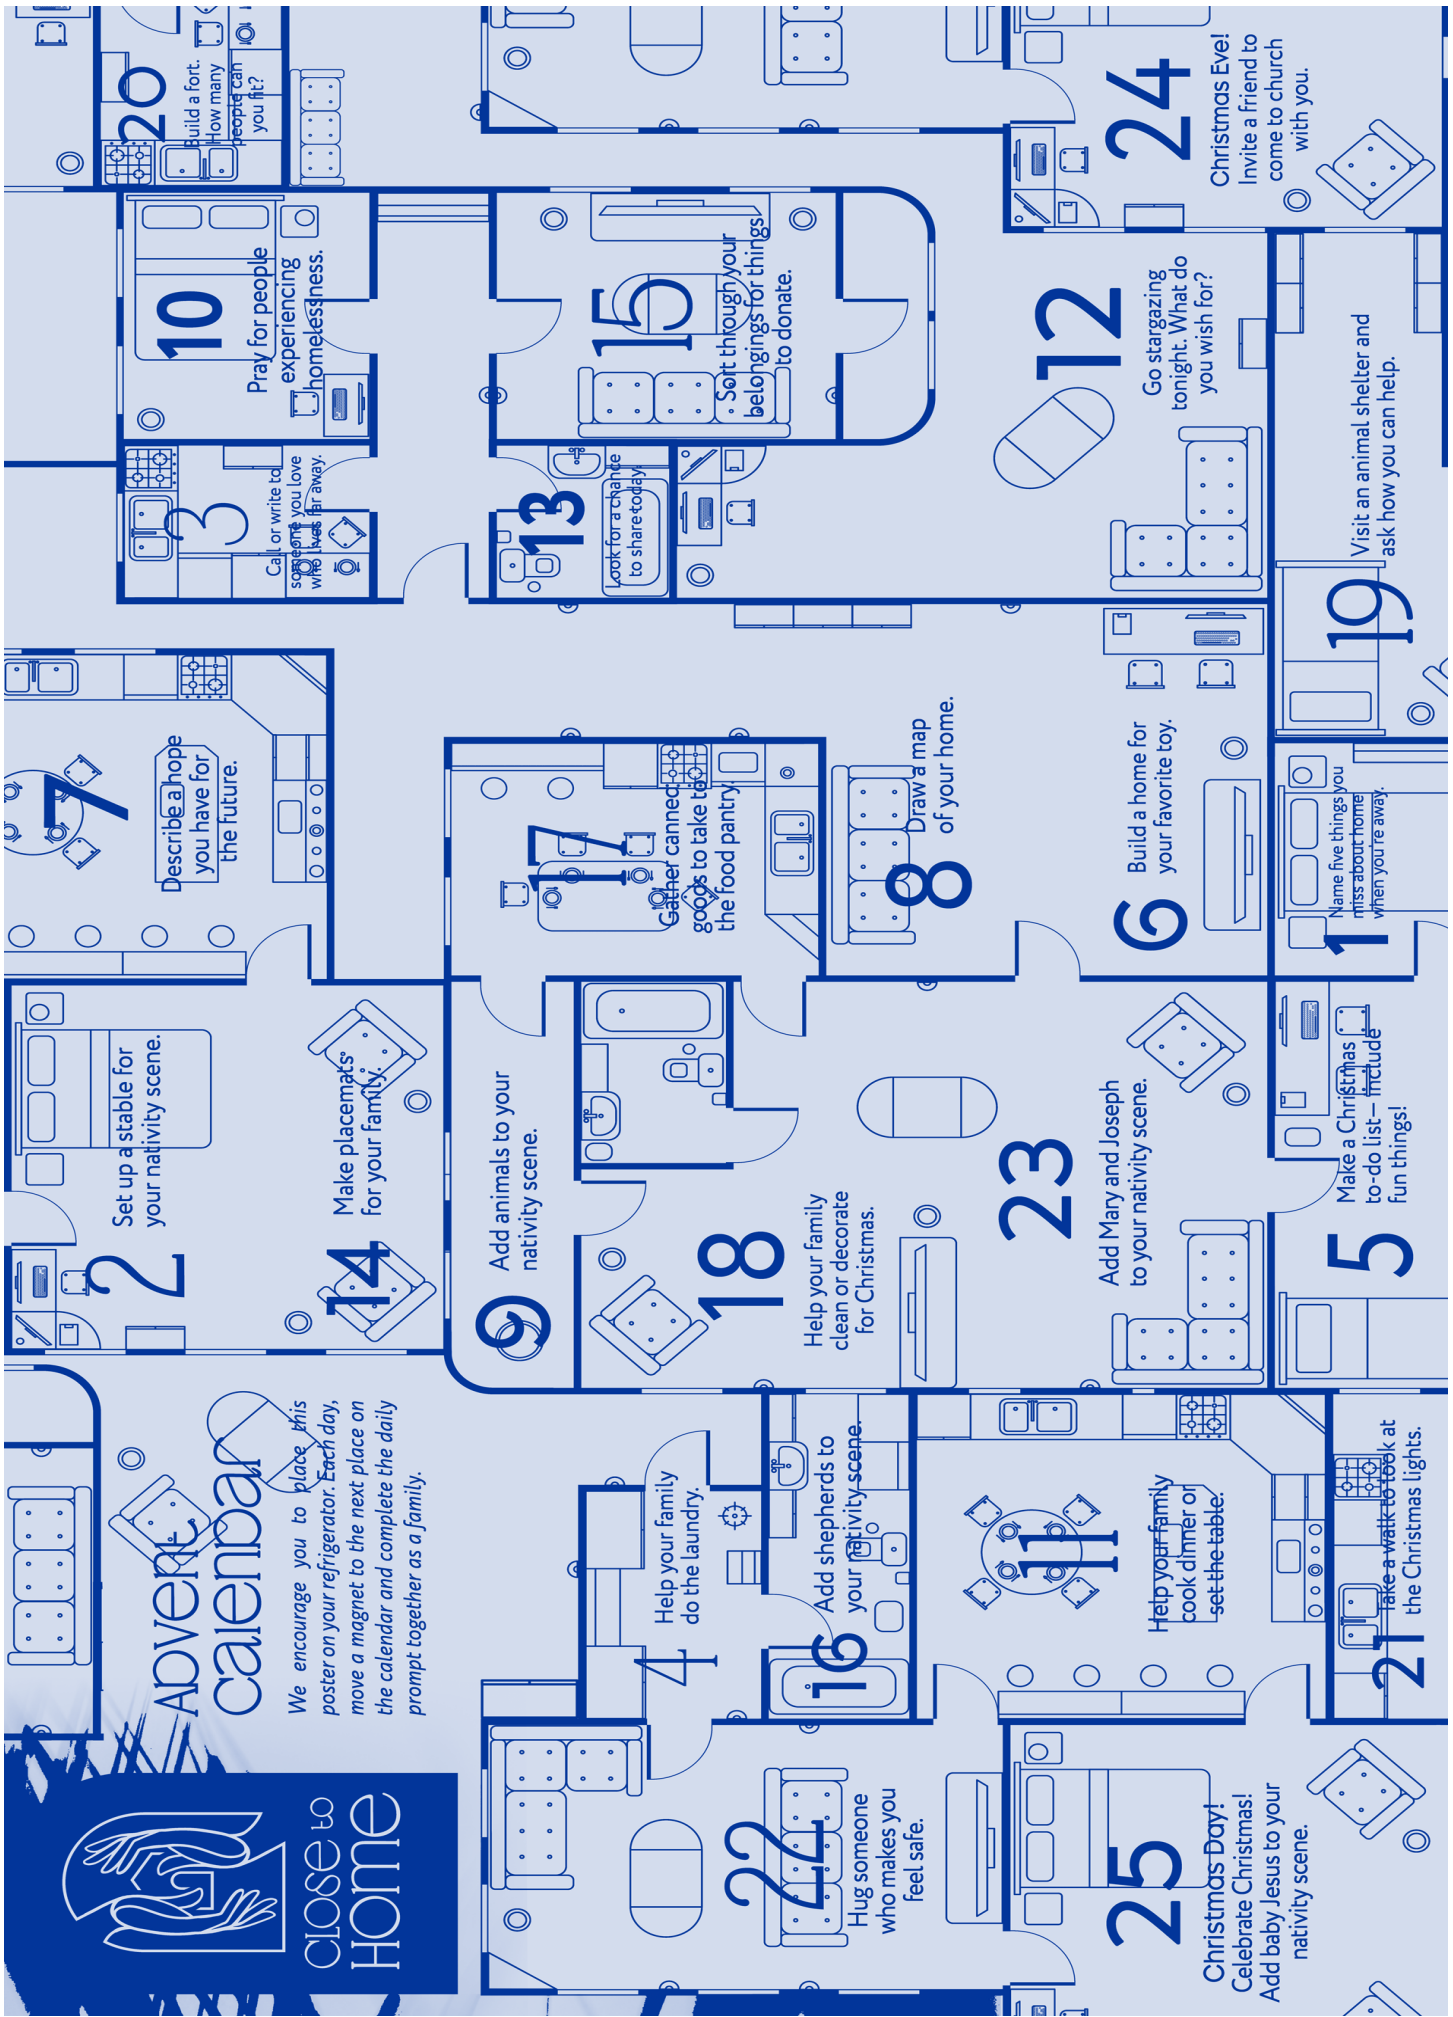 CLOSE TO
HOME
ADVENT
CALENDAR
We encourage you to place this
poster on your refrigerator. Each day,
move a magnet to the next place on
the calendar and complete the daily
prompt together as a family.
2
Set up a stable for
your nativity scene.
14
Make placemats
for your family.
7
Describe a hope
you have for
the future.
3
Call or write to
someone you love
who lives far away.
10
Pray for people
experiencing
homelessness.
20
Build a fort.
How many
people can
you fit?
9
Add animals to your
nativity scene.
17
Gather canned
goods to take to
the food pantry.
13
Look for a chance
to share today.
15
Sort through your
belongings for things
to donate.
4
Help your family
do the laundry.
16
Add shepherds to
your nativity scene.
22
Hug someone
who makes you
feel safe.
18
Help your family
clean or decorate
for Christmas.
8
Draw a map
of your home.
23
Add Mary and Joseph
to your nativity scene.
6
Build a home for
your favorite toy.
12
Go stargazing
tonight. What do
you wish for?
24
Christmas Eve!
Invite a friend to
come to church
with you.
25
Christmas Day!
Celebrate Christmas!
Add baby Jesus to your
nativity scene.
11
Help your family
cook dinner or
set the table.
21
Take a walk to look at
the Christmas lights.
5
Make a Christmas
to-do list— include
fun things!
1
Name five things you
miss about home
when you're away.
19
Visit an animal shelter and
ask how you can help.